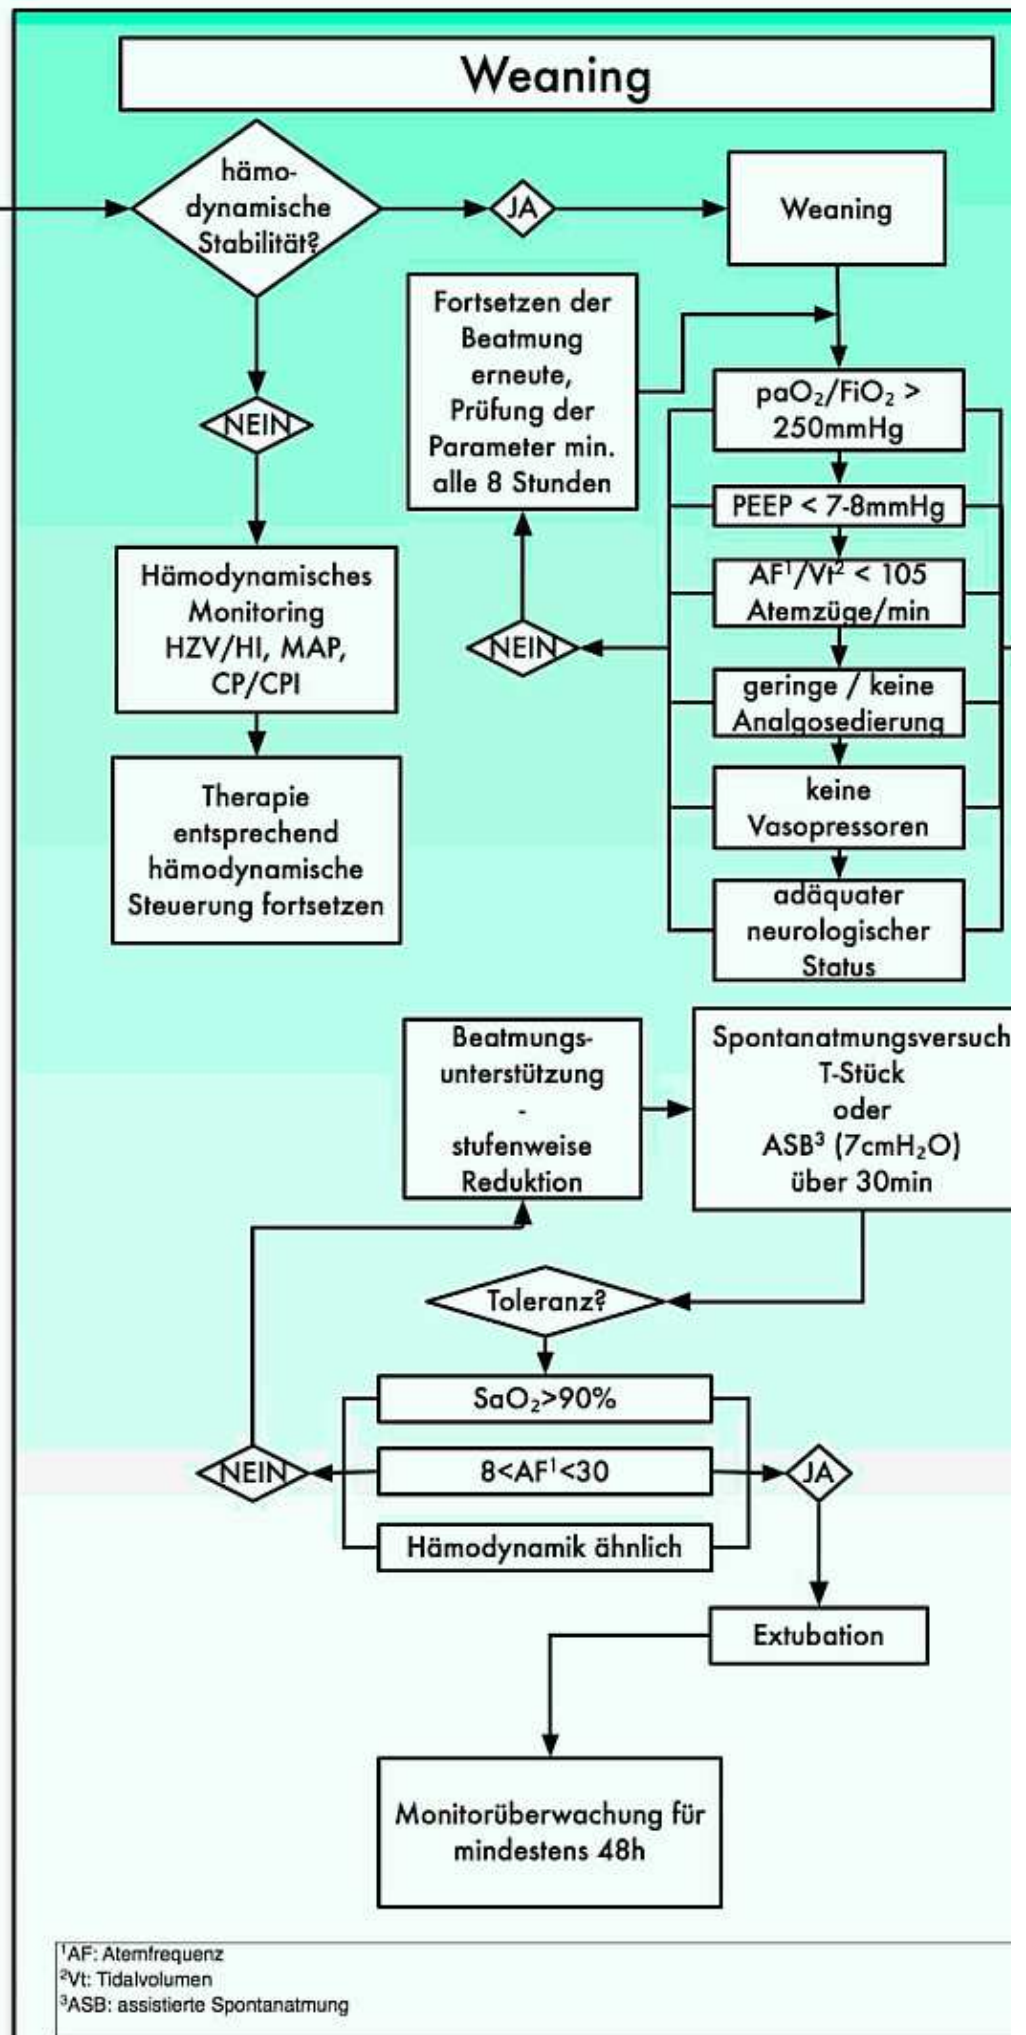 Weaning
hämo-
dynamische
Stabilität?
JA
Weaning
NEIN
Fortsetzen der
Beatmung
erneute,
Prüfung der
Parameter min.
alle 8 Stunden
paO₂/FiO₂ >
250mmHg
PEEP < 7-8mmHg
AF¹/Vt² < 105
Atemzüge/min
geringe / keine
Analgosedierung
keine
Vasopressoren
adäquater
neurologischer
Status
NEIN
Hämodynamisches
Monitoring
HZV/HI, MAP,
CP/CPI
Therapie
entsprechend
hämodynamische
Steuerung fortsetzen
Beatmungs-
unterstützung
-
stufenweise
Reduktion
Spontanatmungsversuch
T-Stück
oder
ASB³ (7cmH₂O)
über 30min
Toleranz?
SaO₂>90%
8<AF¹<30
Hämodynamik ähnlich
NEIN
JA
Extubation
Monitorüberwachung für
mindestens 48h
¹AF: Atemfrequenz
²Vt: Tidalvolumen
³ASB: assistierte Spontanatmung